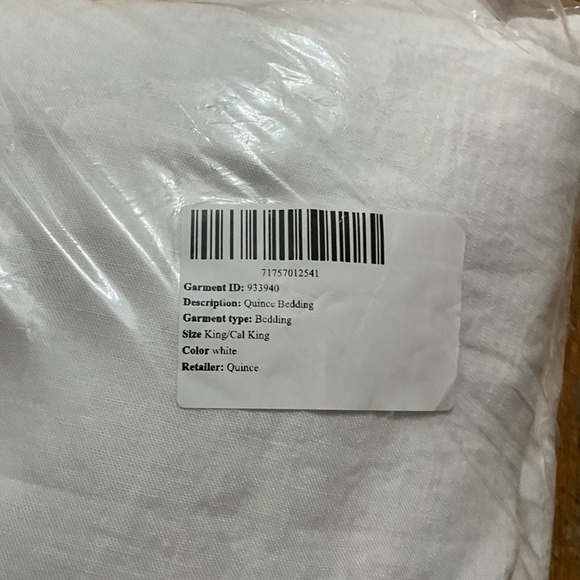 71757012541
Garment ID: 933940
Description: Quince Bedding
Garment type: Bedding
Size King/Cal King
Color white
Retailer: Quince